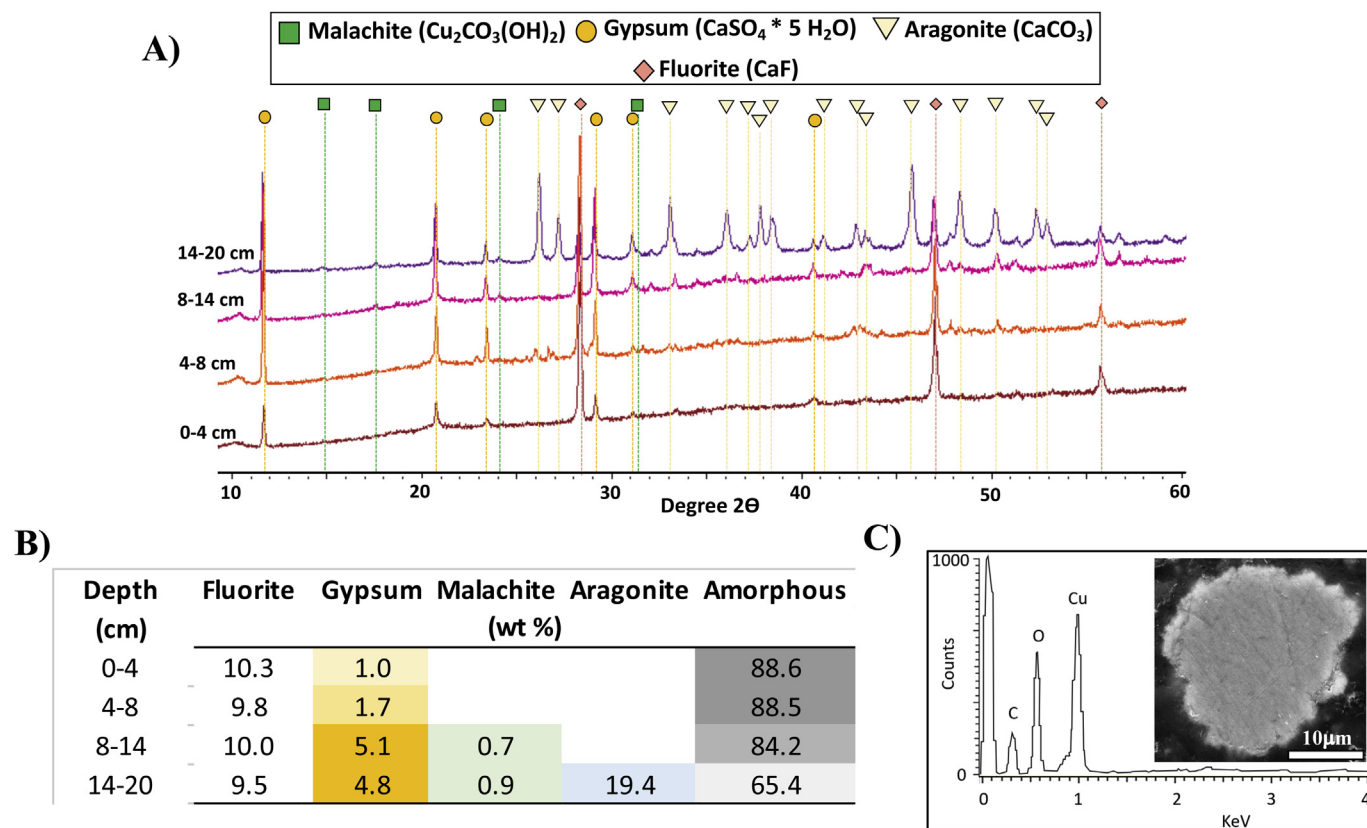 A)
Malachite (Cu₂CO₃(OH)₂) Gypsum (CaSO₄ * 5 H₂O) Aragonite (CaCO₃)
Fluorite (CaF)
14-20 cm
8-14 cm
4-8 cm
0-4 cm
10 20 30 40 50 60
Degree 2Θ
B)
Depth Fluorite Gypsum Malachite Aragonite Amorphous
(cm) (wt %)
0-4 10.3 1.0 88.6
4-8 9.8 1.7 88.5
8-14 10.0 5.1 0.7 84.2
14-20 9.5 4.8 0.9 19.4 65.4
C)
1000
Counts
0
C
O
Cu
10μm
0 1 2 3 4
KeV